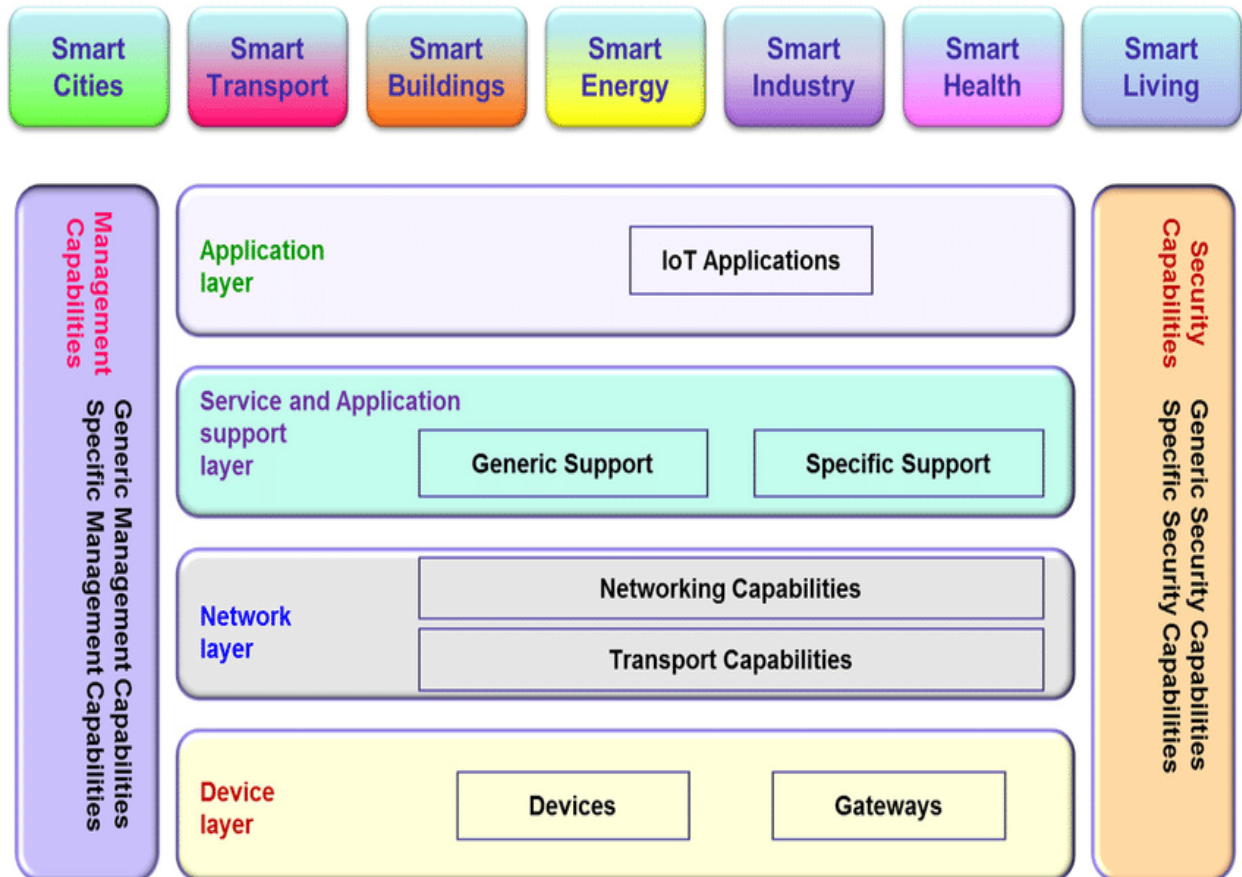 Smart
Cities
Smart
Transport
Smart
Buildings
Smart
Energy
Smart
Industry
Smart
Health
Smart
Living
Management
Capabilities
Generic Management Capabilities
Specific Management Capabilities
Application
layer
IoT Applications
Service and Application
support
layer
Generic Support
Specific Support
Network
layer
Networking Capabilities
Transport Capabilities
Device
layer
Devices
Gateways
Security
Capabilities
Generic Security Capabilities
Specific Security Capabilities